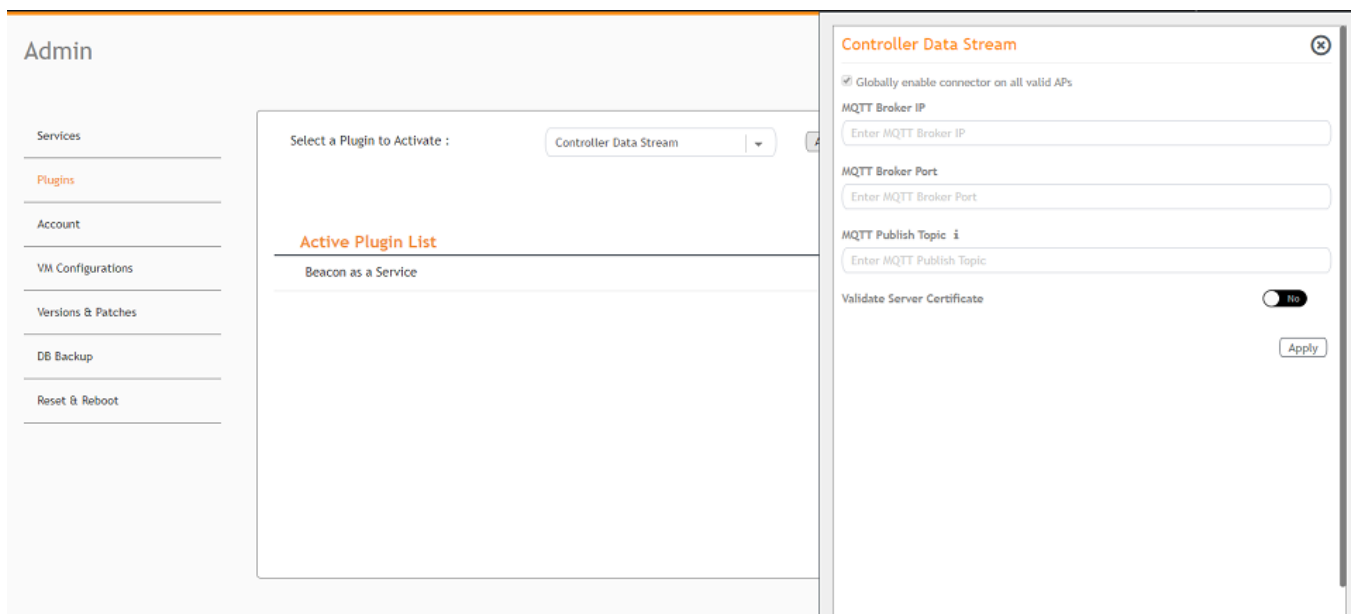 Admin
Services
Plugins
Account
VM Configurations
Versions & Patches
DB Backup
Reset & Reboot
Select a Plugin to Activate :
Controller Data Stream
Active Plugin List
Beacon as a Service
Controller Data Stream
Globally enable connector on all valid APs
MQTT Broker IP
Enter MQTT Broker IP
MQTT Broker Port
Enter MQTT Broker Port
MQTT Publish Topic i
Enter MQTT Publish Topic
Validate Server Certificate
No
Apply